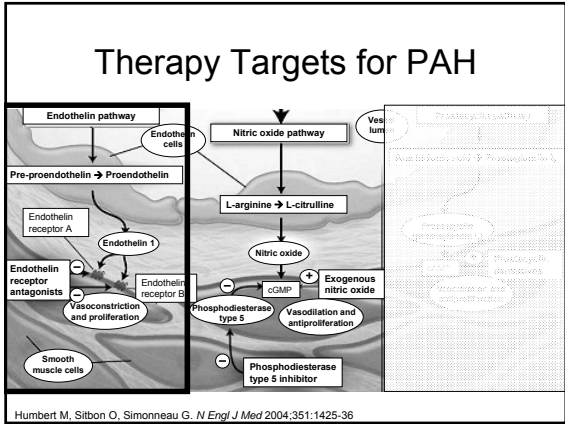 Therapy Targets for PAH
Endothelin pathway
Endothelin
cells
Pre-proendothelin → Proendothelin
Endothelin
receptor A
Endothelin 1
Endothelin
receptor
antagonists
Endothelin
receptor B
Vasoconstriction
and proliferation
Smooth
muscle cells
Nitric oxide pathway
L-arginine → L-citrulline
Nitric oxide
cGMP
Exogenous
nitric oxide
Phosphodiesterase
type 5
Vasodilation and
antiproliferation
Phosphodiesterase
type 5 inhibitor
Humbert M, Sitbon O, Simonneau G. N Engl J Med 2004;351:1425-36